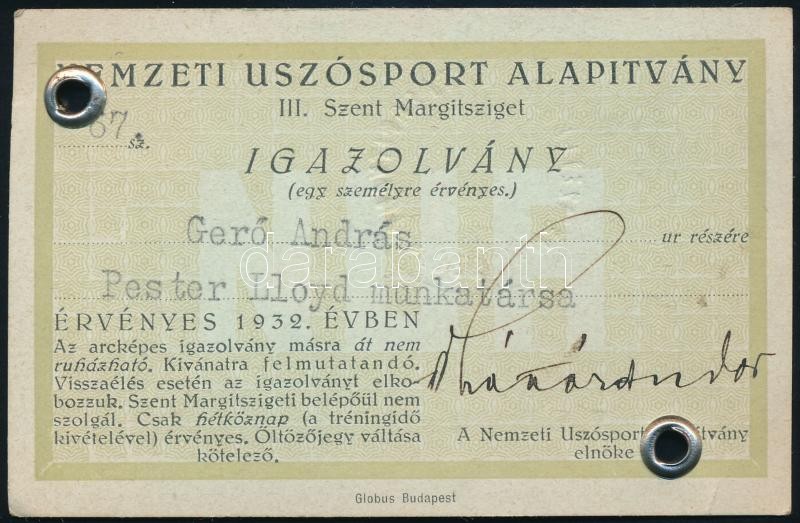 NEMZETI USZÓSPORT ALAPITVÁNY
III. Szent Margitsziget
67 sz.
IGAZOLVÁNY
(egy személyre érvényes.)
Gerő András ur részére
Pester Lloyd munkatársa
darabanth
ÉRVÉNYES 1932. ÉVBEN
Az arcképes igazolvány másra át nem
ruházható. Kivánatra felmutatandó.
Visszaélés esetén az igazolványt elko-
bozzuk. Szent Margitszigeti belépőül nem
szolgál. Csak hétköznap (a tréningidő
kivételével) érvényes. Öltözőjegy váltása
kötelező.
A Nemzeti Uszósport pitvány
elnöke
Globus Budapest